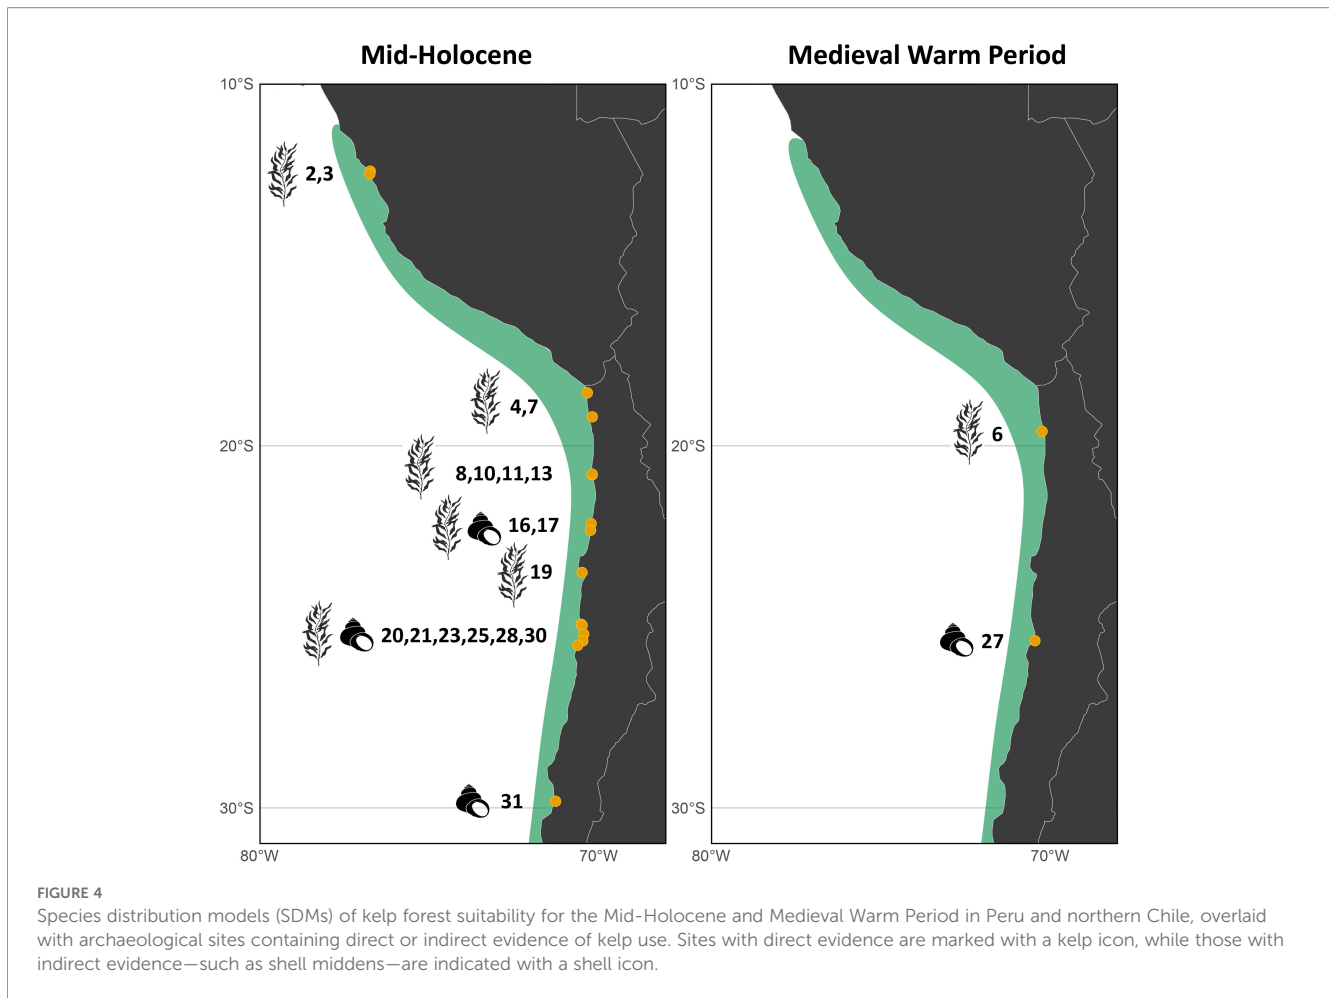 Mid-Holocene
Medieval Warm Period
10°S
10°S
2,3
4,7
6
20°S
20°S
8,10,11,13
16,17
19
20,21,23,25,28,30
27
31
30°S
30°S
80°W
70°W
80°W
70°W
FIGURE 4
Species distribution models (SDMs) of kelp forest suitability for the Mid-Holocene and Medieval Warm Period in Peru and northern Chile, overlaid
with archaeological sites containing direct or indirect evidence of kelp use. Sites with direct evidence are marked with a kelp icon, while those with
indirect evidence—such as shell middens—are indicated with a shell icon.